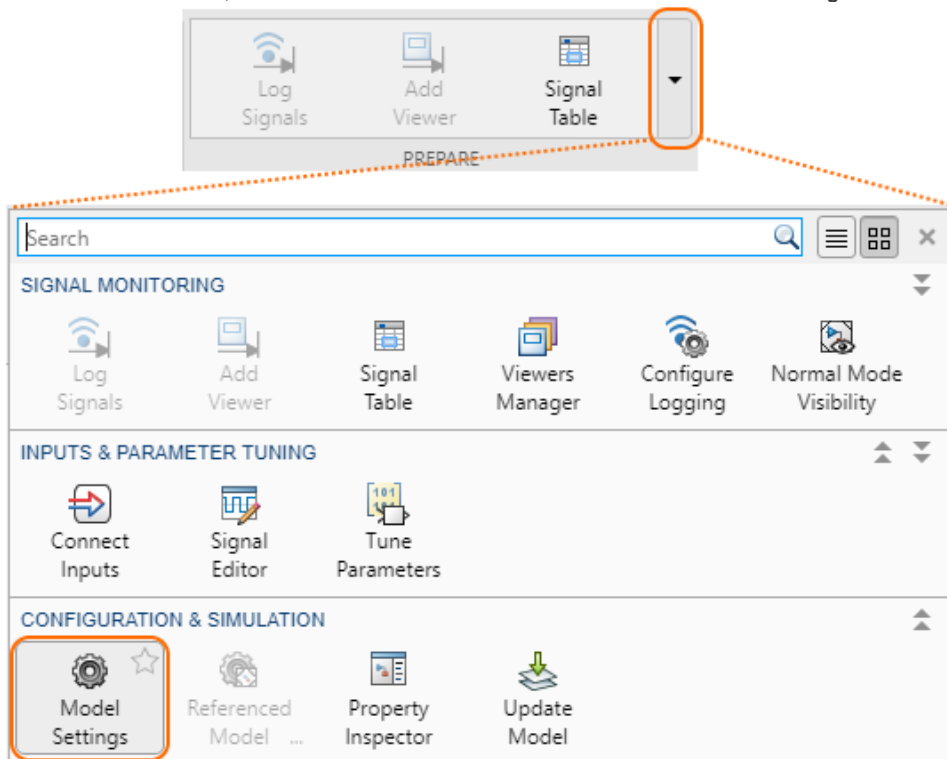 Log Signals
Add Viewer
Signal Table
PREPARE
Search
SIGNAL MONITORING
Log Signals
Add Viewer
Signal Table
Viewers Manager
Configure Logging
Normal Mode Visibility
INPUTS & PARAMETER TUNING
Connect Inputs
Signal Editor
Tune Parameters
CONFIGURATION & SIMULATION
Model Settings
Referenced Model ...
Property Inspector
Update Model